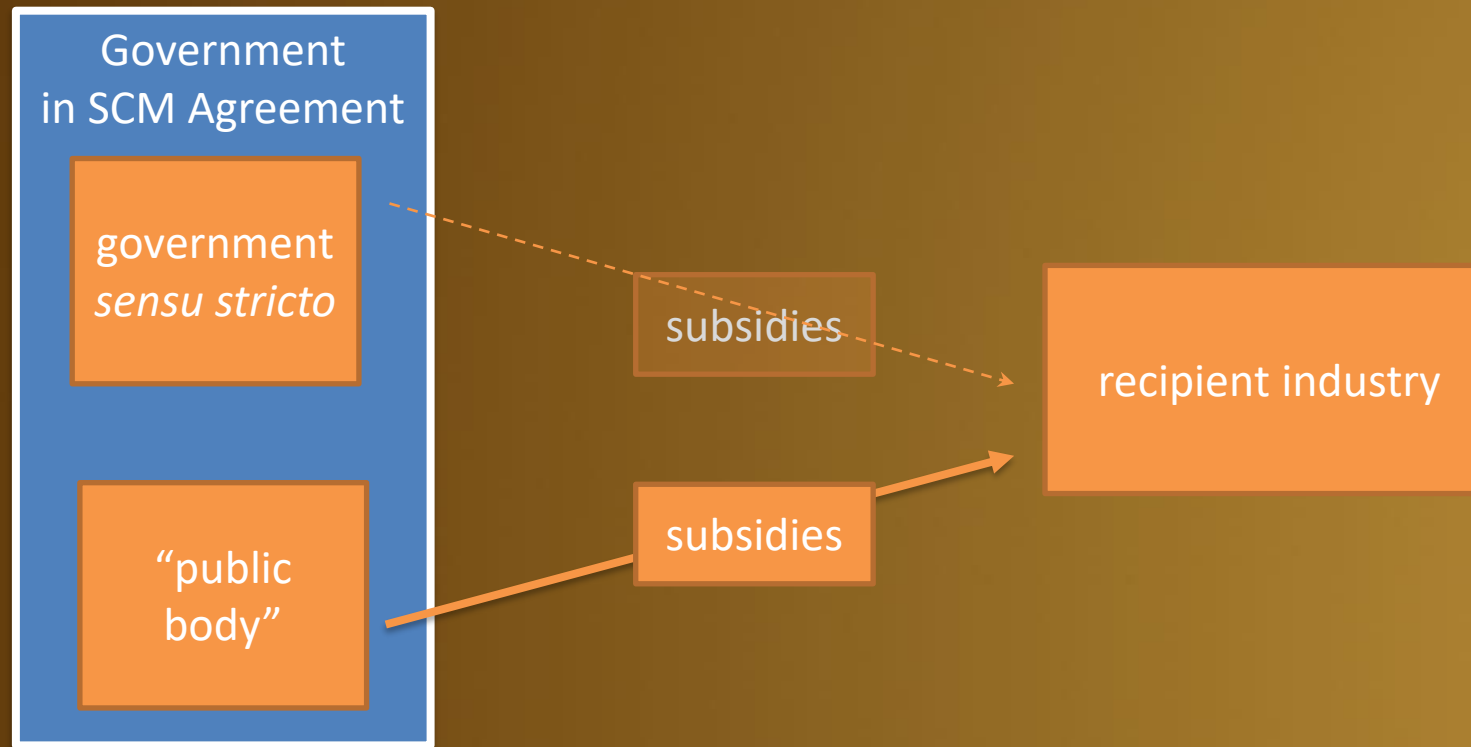 Government
in SCM Agreement
government
sensu stricto
subsidies
recipient industry
subsidies
“public
body”